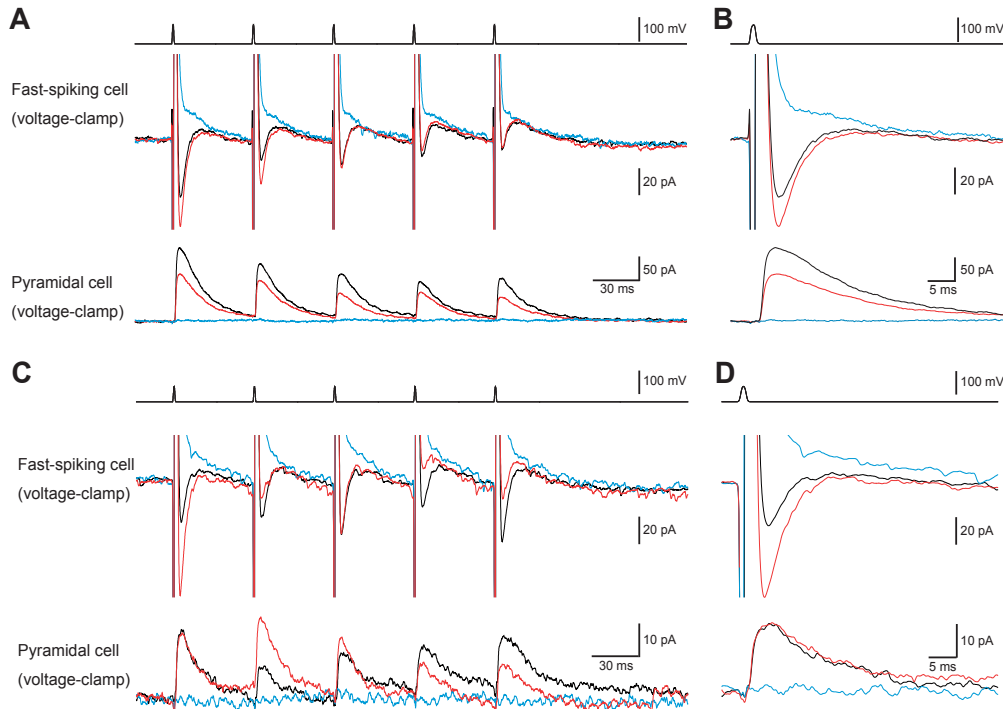 A
100 mV
B
100 mV
Fast-spiking cell
(voltage-clamp)
20 pA
20 pA
Pyramidal cell
(voltage-clamp)
50 pA
30 ms
50 pA
5 ms
C
100 mV
D
100 mV
Fast-spiking cell
(voltage-clamp)
20 pA
20 pA
Pyramidal cell
(voltage-clamp)
10 pA
30 ms
10 pA
5 ms